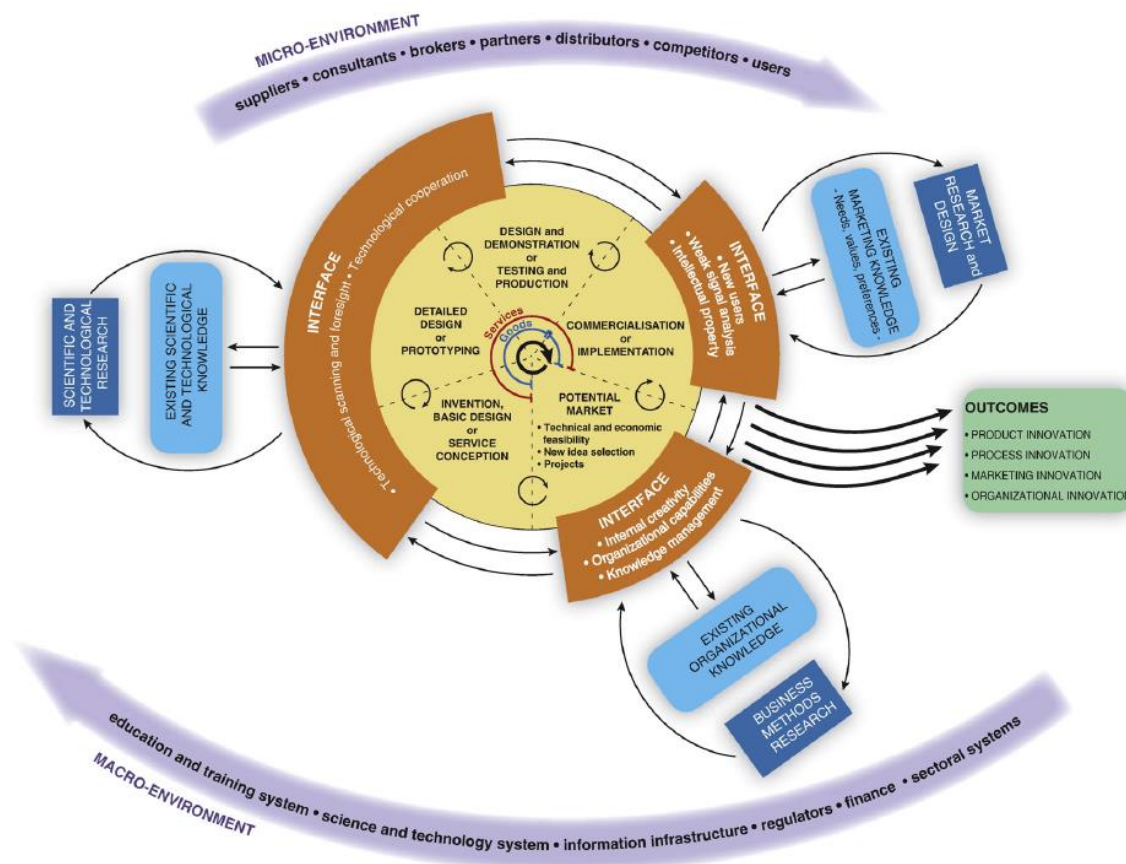 MICRO-ENVIRONMENT
suppliers • consultants • brokers • partners • distributors • competitors • users
INTERFACE
• Technological scanning and foresight • Technological cooperation
SCIENTIFIC AND
TECHNOLOGICAL
RESEARCH
EXISTING SCIENTIFIC
AND TECHNOLOGICAL
KNOWLEDGE
DESIGN and
DEMONSTRATION
or
TESTING and
PRODUCTION
DETAILED
DESIGN
or
PROTOTYPING
Services
Goods
COMMERCIALISATION
or
IMPLEMENTATION
INVENTION,
BASIC DESIGN
or
SERVICE
CONCEPTION
POTENTIAL
MARKET
• Technical and economic
feasibility
• New idea selection
• Projects
INTERFACE
• New users
• Weak signal analysis
• Intellectual property
EXISTING
MARKETING KNOWLEDGE
- Needs, values, preferences -
MARKET
RESEARCH and
DESIGN
INTERFACE
• Internal creativity
• Organizational capabilities
• Knowledge management
EXISTING
ORGANIZATIONAL
KNOWLEDGE
BUSINESS
METHODS
RESEARCH
OUTCOMES
• PRODUCT INNOVATION
• PROCESS INNOVATION
• MARKETING INNOVATION
• ORGANIZATIONAL INNOVATION
education and training system • science and technology system • information infrastructure • regulators • finance • sectoral systems
MACRO-ENVIRONMENT